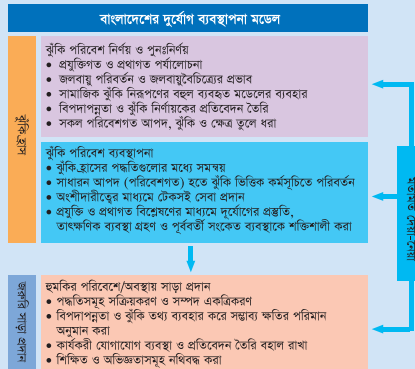 বাংলাদেশের দুর্যোগ ব্যবস্থাপনা মডেল
ঝুঁকি হ্রাস
ঝুঁকি পরিবেশ নির্ণয় ও পুনঃনির্ণয়
• প্রযুক্তিগত ও প্রথাগত পর্যালোচনা
• জলবায়ু পরিবর্তন ও জলবায়ুবৈচিত্র্যের প্রভাব
• সামাজিক ঝুঁকি নিরূপণের বহুল ব্যবহৃত মডেলের ব্যবহার
• বিপদাপন্নতা ও ঝুঁকি নির্ণায়কের প্রতিবেদন তৈরি
• সকল পরিবেশগত আপদ, ঝুঁকি ও ক্ষেত্র তুলে ধরা
ঝুঁকি পরিবেশ ব্যবস্থাপনা
• ঝুঁকি হ্রাসের পদ্ধতিগুলোর মধ্যে সমন্বয়
• সাধারন আপদ (পরিবেশগত) হতে ঝুঁকি ভিত্তিক কর্মসূচিতে পরিবর্তন
• অংশীদারীত্বের মাধ্যমে টেকসই সেবা প্রদান
• প্রযুক্তি ও প্রথাগত বিশ্লেষণের মাধ্যমে দুর্যোগের প্রস্তুতি,
তাৎক্ষণিক ব্যবস্থা গ্রহণ ও পূর্ববর্তী সংকেত ব্যবস্থাকে শক্তিশালী করা
জরুরি সাড়া প্রদান
হুমকির পরিবেশে/অবস্থায় সাড়া প্রদান
• পদ্ধতিসমূহ সক্রিয়করণ ও সম্পদ একত্রিকরণ
• বিপদাপন্নতা ও ঝুঁকি তথ্য ব্যবহার করে সম্ভাব্য ক্ষতির পরিমান
অনুমান করা
• কার্যকরী যোগাযোগ ব্যবস্থা ও প্রতিবেদন তৈরি বহাল রাখা
• শিক্ষিত ও অভিজ্ঞতাসমূহ নথিবদ্ধ করা